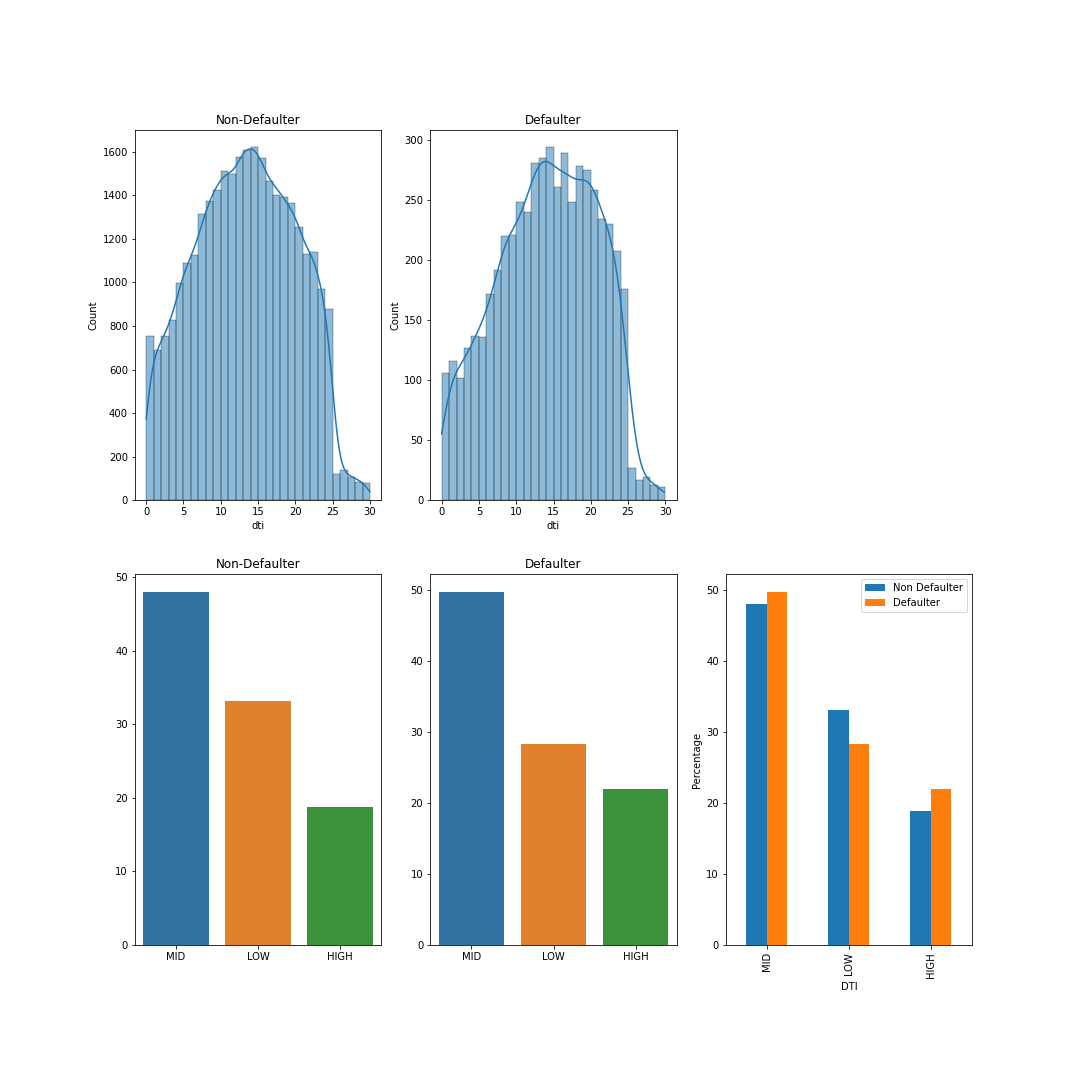 Non-Defaulter
1600
1400
1200
1000
800
600
400
200
0
Count
0 5 10 15 20 25 30
dti
Defaulter
300
250
200
150
100
50
0
Count
0 5 10 15 20 25 30
dti
Non-Defaulter
50
40
30
20
10
0
MID LOW HIGH
Defaulter
50
40
30
20
10
0
MID LOW HIGH
Non Defaulter
Defaulter
50
40
30
20
10
0
Percentage
MID LOW HIGH
DTI